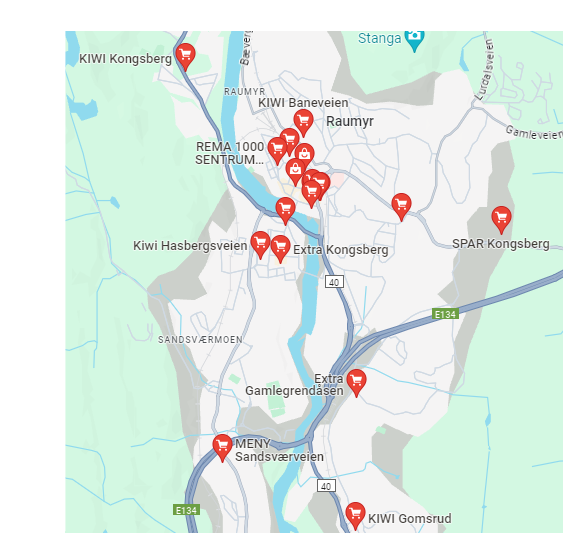 Stanga
KIWI Kongsberg
Lurdalsveien
RAUMYR
KIWI Baneveien
Raumyr
Gamleveien
REMA 1000
SENTRUM...
Kiwi Hasbergsveien
Extra Kongsberg
SPAR Kongsberg
40
E134
SANDSVÆRMOEN
Extra
Gamlegrendåsen
MENY
Sandsværveien
40
E134
KIWI Gomsrud